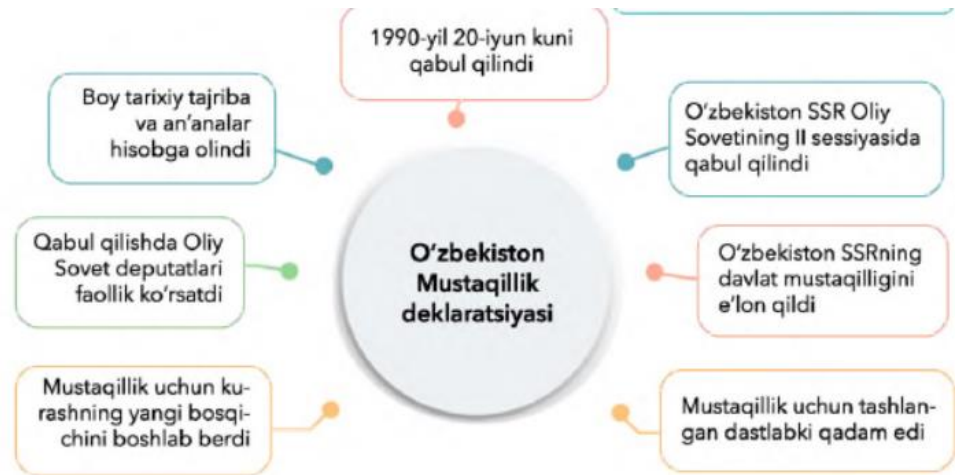 1990-yil 20-iyun kuni
qabul qilindi
Boy tarixiy tajriba
va an'analar
hisobga olindi
O'zbekiston SSR Oliy
Sovetining II sessiyasida
qabul qilindi
Qabul qilishda Oliy
Sovet deputatlari
faollik ko'rsatdi
O'zbekiston
Mustaqillik
deklaratsiyasi
O'zbekiston SSRning
davlat mustaqilligini
e'lon qildi
Mustaqillik uchun ku-
rashning yangi bosqi-
chini boshlab berdi
Mustaqillik uchun tashlan-
gan dastlabki qadam edi